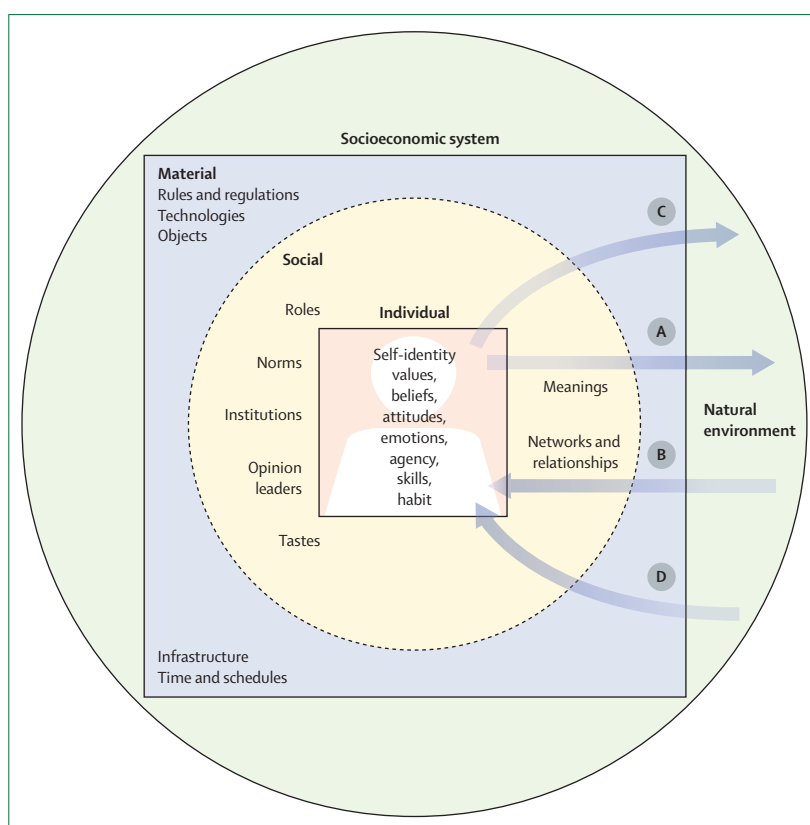 Socioeconomic system
Material
Rules and regulations
Technologies
Objects
C
Social
Roles
Individual
A
Norms
Self-identity
values,
beliefs,
attitudes,
emotions,
agency,
skills,
habit
Meanings
Institutions
Natural
environment
Networks and
relationships
B
Opinion
leaders
Tastes
D
Infrastructure
Time and schedules